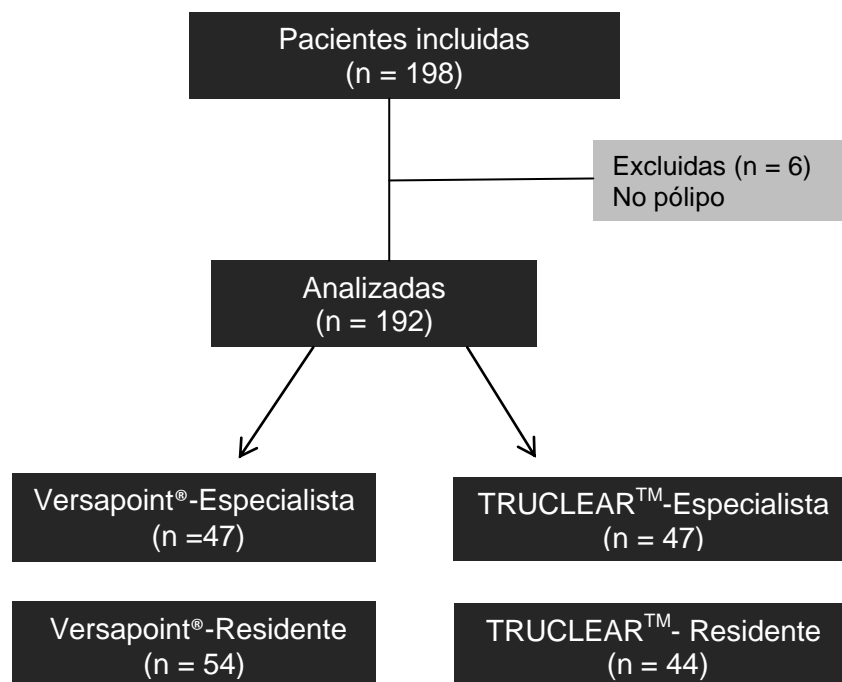 Pacientes incluidas
(n = 198)
Excluidas (n = 6)
No pólipo
Analizadas
(n = 192)
Versapoint®-Especialista
(n =47)
TRUCLEAR™-Especialista
(n = 47)
Versapoint®-Residente
(n = 54)
TRUCLEAR™- Residente
(n = 44)